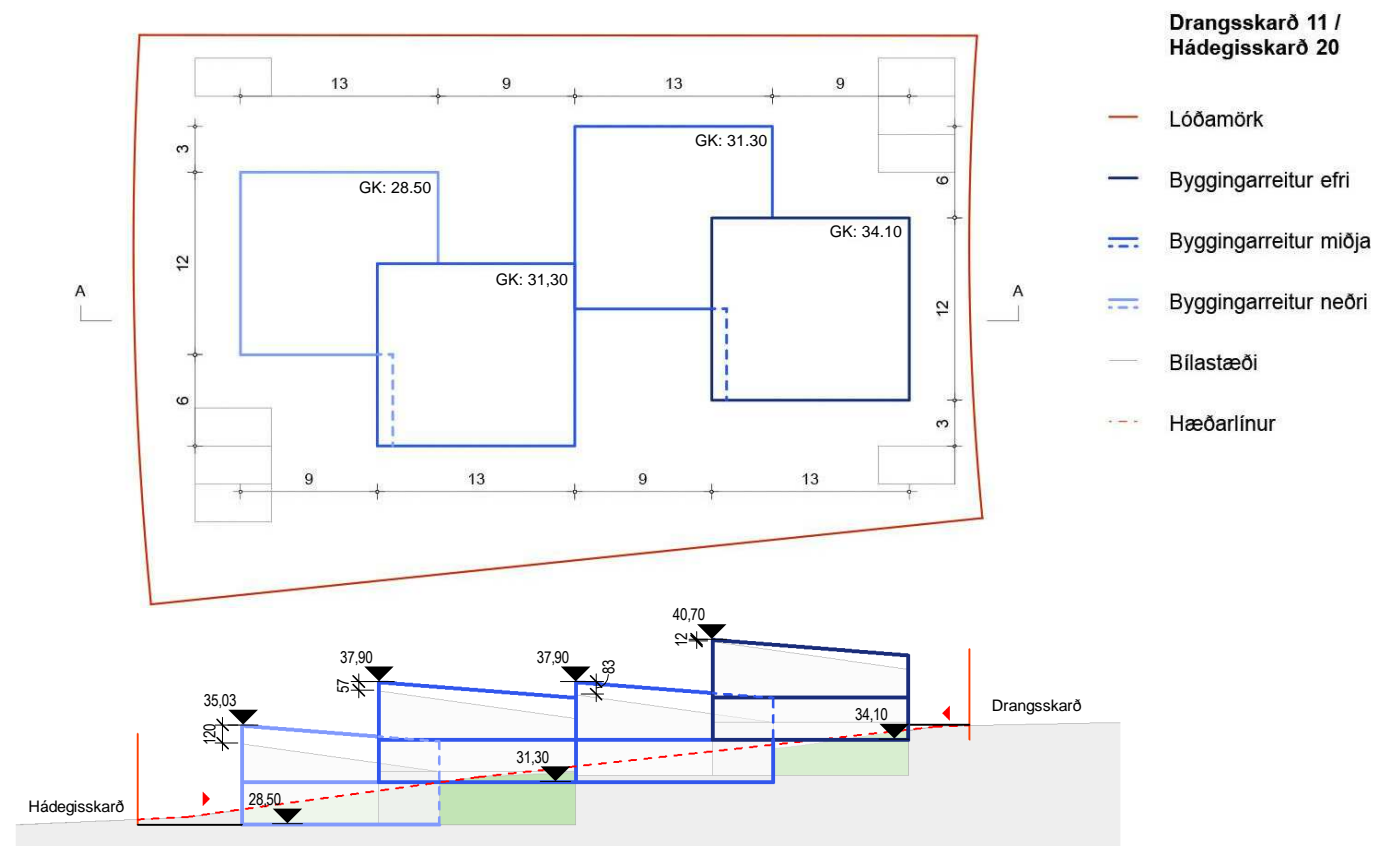 Drangsskarð 11 /
Hádegisskarð 20
Lóðamörk
Byggingarreitur efri
Byggingarreitur miðja
Byggingarreitur neðri
Bílastæði
Hæðarlínur
13
9
13
9
3
12
6
GK: 28.50
GK: 31,30
GK: 31.30
GK: 34.10
6
12
3
A
A
9
13
9
13
40,70
12
37,90
57
37,90
83
35,03
120
34,10
31,30
28,50
Hádegisskarð
Drangsskarð